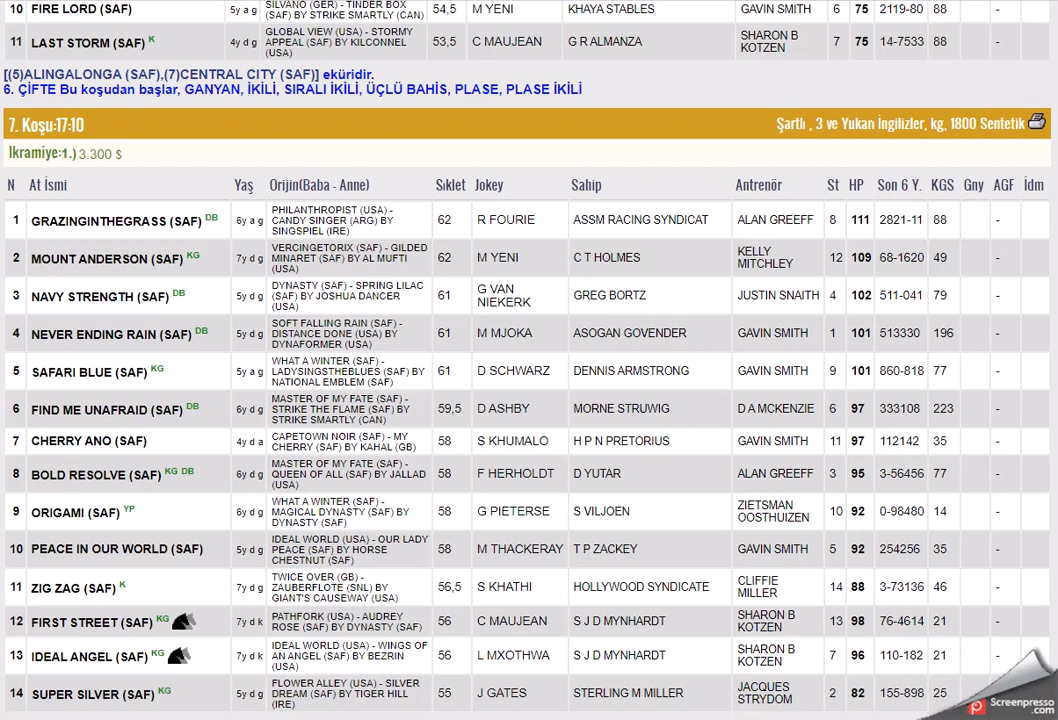 10 FIRE LORD (SAF) 5y a g SILVANO (GER) - TINDER BOX (SAF) BY STRIKE SMARTLY (CAN) 54,5 M YENI KHAYA STABLES GAVIN SMITH 6 75 2119-80 88 -
11 LAST STORM (SAF) K 4y d g GLOBAL VIEW (USA) - STORMY APPEAL (SAF) BY KILCONNEL (USA) 53,5 C MAUJEAN G R ALMANZA SHARON B KOTZEN 7 75 14-7533 88 -
[(5)ALINGALONGA (SAF),(7)CENTRAL CITY (SAF)] eküridir.
6. ÇİFTE Bu koşudan başlar, GANYAN, İKİLİ, SIRALI İKİLİ, ÜÇLÜ BAHİS, PLASE, PLASE İKİLİ
7. Koşu:17:10 Şartlı , 3 ve Yukarı İngilizler, kg, 1800 Sentetik
Ikramiye:1.) 3.300 $
N At İsmi Yaş Orijin(Baba - Anne) Sıklet Jokey Sahip Antrenör St HP Son 6 Y. KGS Gny AGF İdm
1 GRAZINGINTHEGRASS (SAF) DB 6y a g PHILANTHROPIST (USA) - CANDY SINGER (ARG) BY SINGSPIEL (IRE) 62 R FOURIE ASSM RACING SYNDICAT ALAN GREEFF 8 111 2821-11 88 -
2 MOUNT ANDERSON (SAF) KG 7y d g VERCINGETORIX (SAF) - GILDED MINARET (SAF) BY AL MUFTI (USA) 62 M YENI C T HOLMES KELLY MITCHLEY 12 109 68-1620 49 -
3 NAVY STRENGTH (SAF) DB 5y d g DYNASTY (SAF) - SPRING LILAC (SAF) BY JOSHUA DANCER (USA) 61 G VAN NIEKERK GREG BORTZ JUSTIN SNAITH 4 102 511-041 79 -
4 NEVER ENDING RAIN (SAF) DB 5y d g SOFT FALLING RAIN (SAF) - DISTANCE DONE (USA) BY DYNAFORMER (USA) 61 M MJOKA ASOGAN GOVENDER GAVIN SMITH 1 101 513330 196 -
5 SAFARI BLUE (SAF) KG 5y a g WHAT A WINTER (SAF) - LADYSINGSTHEBLUES (SAF) BY NATIONAL EMBLEM (SAF) 61 D SCHWARZ DENNIS ARMSTRONG GAVIN SMITH 9 101 860-818 77 -
6 FIND ME UNAFRAID (SAF) DB 6y d g MASTER OF MY FATE (SAF) - STRIKE THE FLAME (SAF) BY STRIKE SMARTLY (CAN) 59,5 D ASHBY MORNE STRUWIG D A MCKENZIE 6 97 333108 223 -
7 CHERRY ANO (SAF) 4y d a CAPETOWN NOIR (SAF) - MY CHERRY (SAF) BY KAHAL (GB) 58 S KHUMALO H P N PRETORIUS GAVIN SMITH 11 97 112142 35 -
8 BOLD RESOLVE (SAF) KG DB 6y d g MASTER OF MY FATE (SAF) - QUEEN OF ALL (SAF) BY JALLAD (USA) 58 F HERHOLDT D YUTAR ALAN GREEFF 3 95 3-56456 77 -
9 ORIGAMI (SAF) YP 6y d g WHAT A WINTER (SAF) - MAGICAL DYNASTY (SAF) BY DYNASTY (SAF) 58 G PIETERSE S VILJOEN ZIETSMAN OOSTHUIZEN 10 92 0-98480 14 -
10 PEACE IN OUR WORLD (SAF) 5y d g IDEAL WORLD (USA) - OUR LADY PEACE (SAF) BY HORSE CHESTNUT (SAF) 58 M THACKERAY T P ZACKEY GAVIN SMITH 5 92 254256 35 -
11 ZIG ZAG (SAF) K 7y d g TWICE OVER (GB) - ZAUBERFLOTE (SNL) BY GIANT'S CAUSEWAY (USA) 56,5 S KHATHI HOLLYWOOD SYNDICATE CLIFFIE MILLER 14 88 3-73136 46 -
12 FIRST STREET (SAF) KG 7y d k PATHFORK (USA) - AUDREY ROSE (SAF) BY DYNASTY (SAF) 56 C MAUJEAN S J D MYNHARDT SHARON B KOTZEN 13 98 76-4614 21 -
13 IDEAL ANGEL (SAF) KG 7y d k IDEAL WORLD (USA) - WINGS OF AN ANGEL (SAF) BY BEZRIN (USA) 56 L MXOTHWA S J D MYNHARDT SHARON B KOTZEN 7 96 110-182 21 -
14 SUPER SILVER (SAF) KG 5y d g FLOWER ALLEY (USA) - SILVER DREAM (SAF) BY TIGER HILL (IRE) 55 J GATES STERLING M MILLER JACQUES STRYDOM 2 82 155-898 25 -
Screenpresso
.com